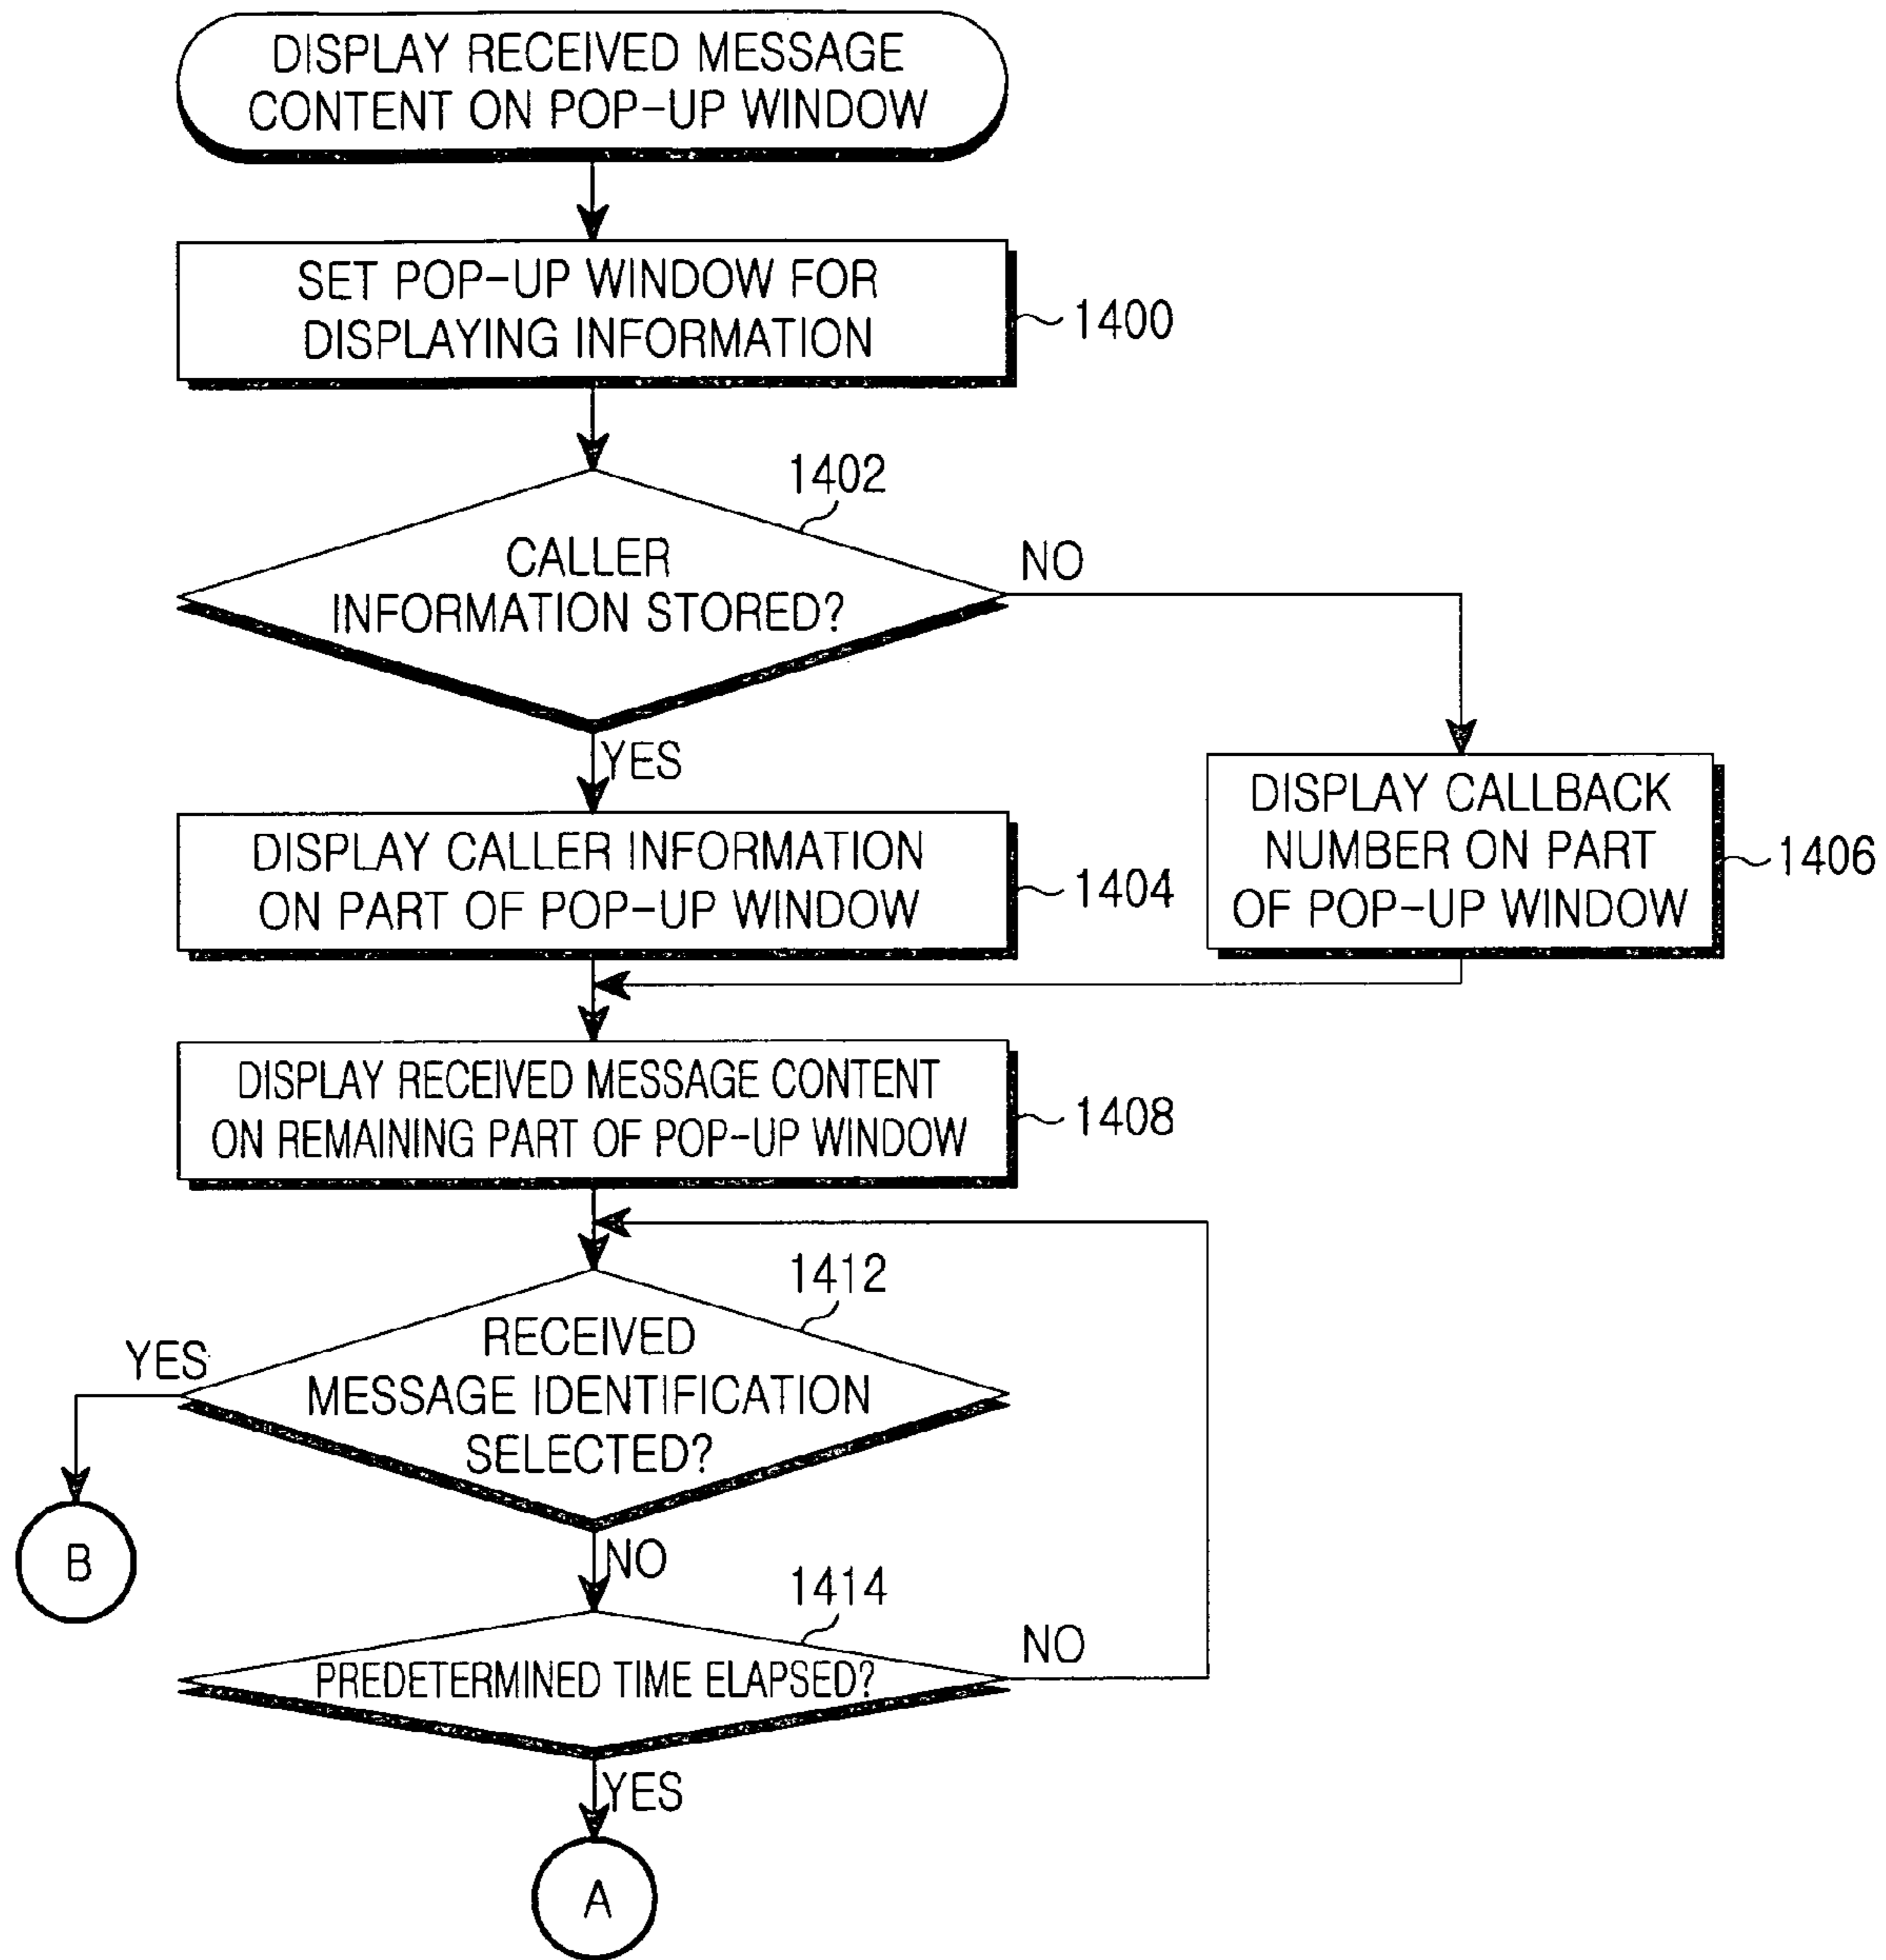 DISPLAY RECEIVED MESSAGE
CONTENT ON POP-UP WINDOW
SET POP-UP WINDOW FOR
DISPLAYING INFORMATION
1400
1402
CALLER
INFORMATION STORED?
NO
YES
DISPLAY CALLER INFORMATION
ON PART OF POP-UP WINDOW
1404
DISPLAY CALLBACK
NUMBER ON PART
OF POP-UP WINDOW
1406
DISPLAY RECEIVED MESSAGE CONTENT
ON REMAINING PART OF POP-UP WINDOW
1408
1412
RECEIVED
MESSAGE IDENTIFICATION
SELECTED?
YES
B
NO
1414
PREDETERMINED TIME ELAPSED?
NO
YES
A